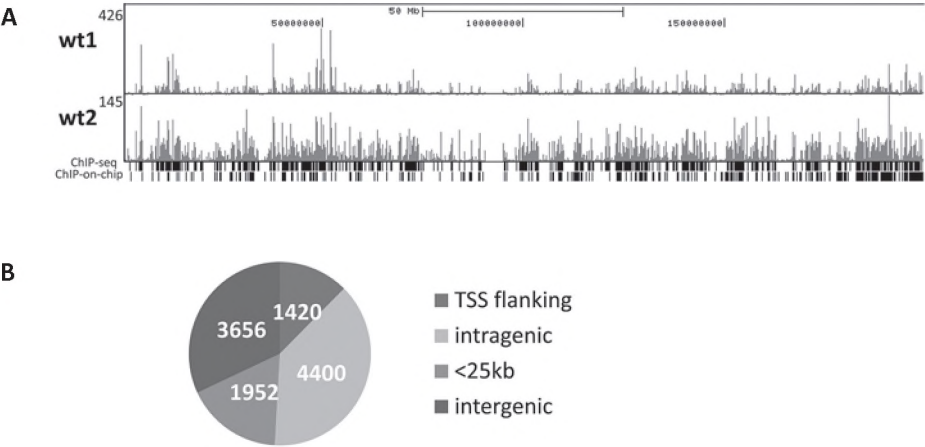 A
426
50 Mb
50000000
100000000
150000000
wt1
145
wt2
ChIP-seq
ChIP-on-chip
B
1420
3656
4400
1952
TSS flanking
intragenic
<25kb
intergenic